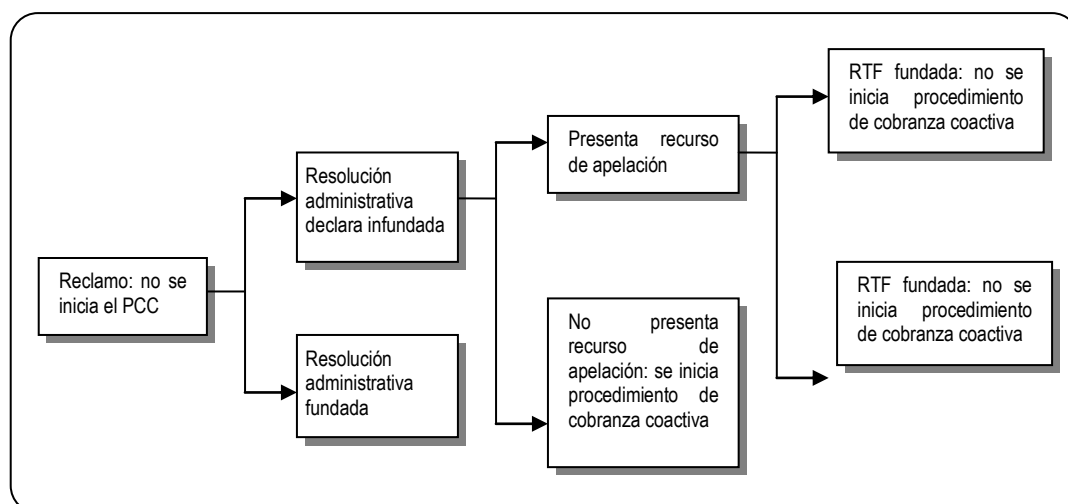 Reclamo: no se
inicia el PCC
Resolución
administrativa
declara infundada
Resolución
administrativa
fundada
Presenta recurso
de apelación
No presenta
recurso de
apelación: se inicia
procedimiento de
cobranza coactiva
RTF fundada: no se
inicia procedimiento
de cobranza coactiva
RTF fundada: no se
inicia procedimiento
de cobranza coactiva